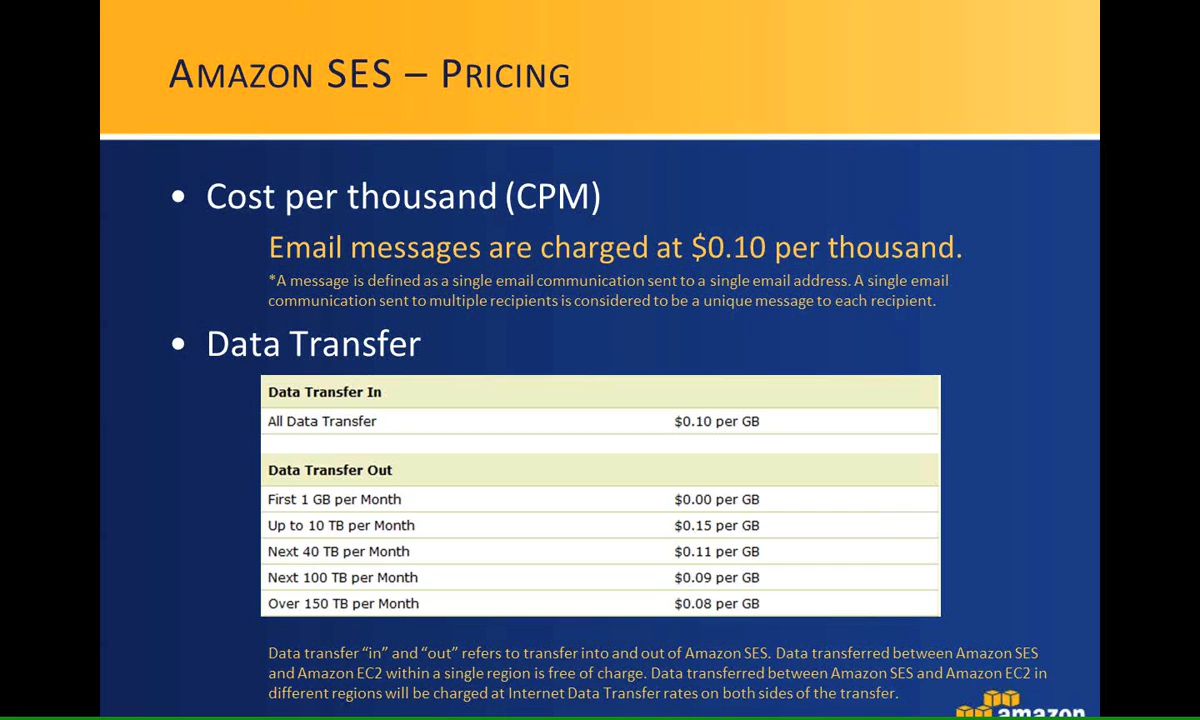 AMAZON SES – PRICING
• Cost per thousand (CPM)
Email messages are charged at $0.10 per thousand.
*A message is defined as a single email communication sent to a single email address. A single email
communication sent to multiple recipients is considered to be a unique message to each recipient.
• Data Transfer
Data Transfer In
All Data Transfer $0.10 per GB
Data Transfer Out
First 1 GB per Month $0.00 per GB
Up to 10 TB per Month $0.15 per GB
Next 40 TB per Month $0.11 per GB
Next 100 TB per Month $0.09 per GB
Over 150 TB per Month $0.08 per GB
Data transfer “in” and “out” refers to transfer into and out of Amazon SES. Data transferred between Amazon SES
and Amazon EC2 within a single region is free of charge. Data transferred between Amazon SES and Amazon EC2 in
different regions will be charged at Internet Data Transfer rates on both sides of the transfer.
amazon